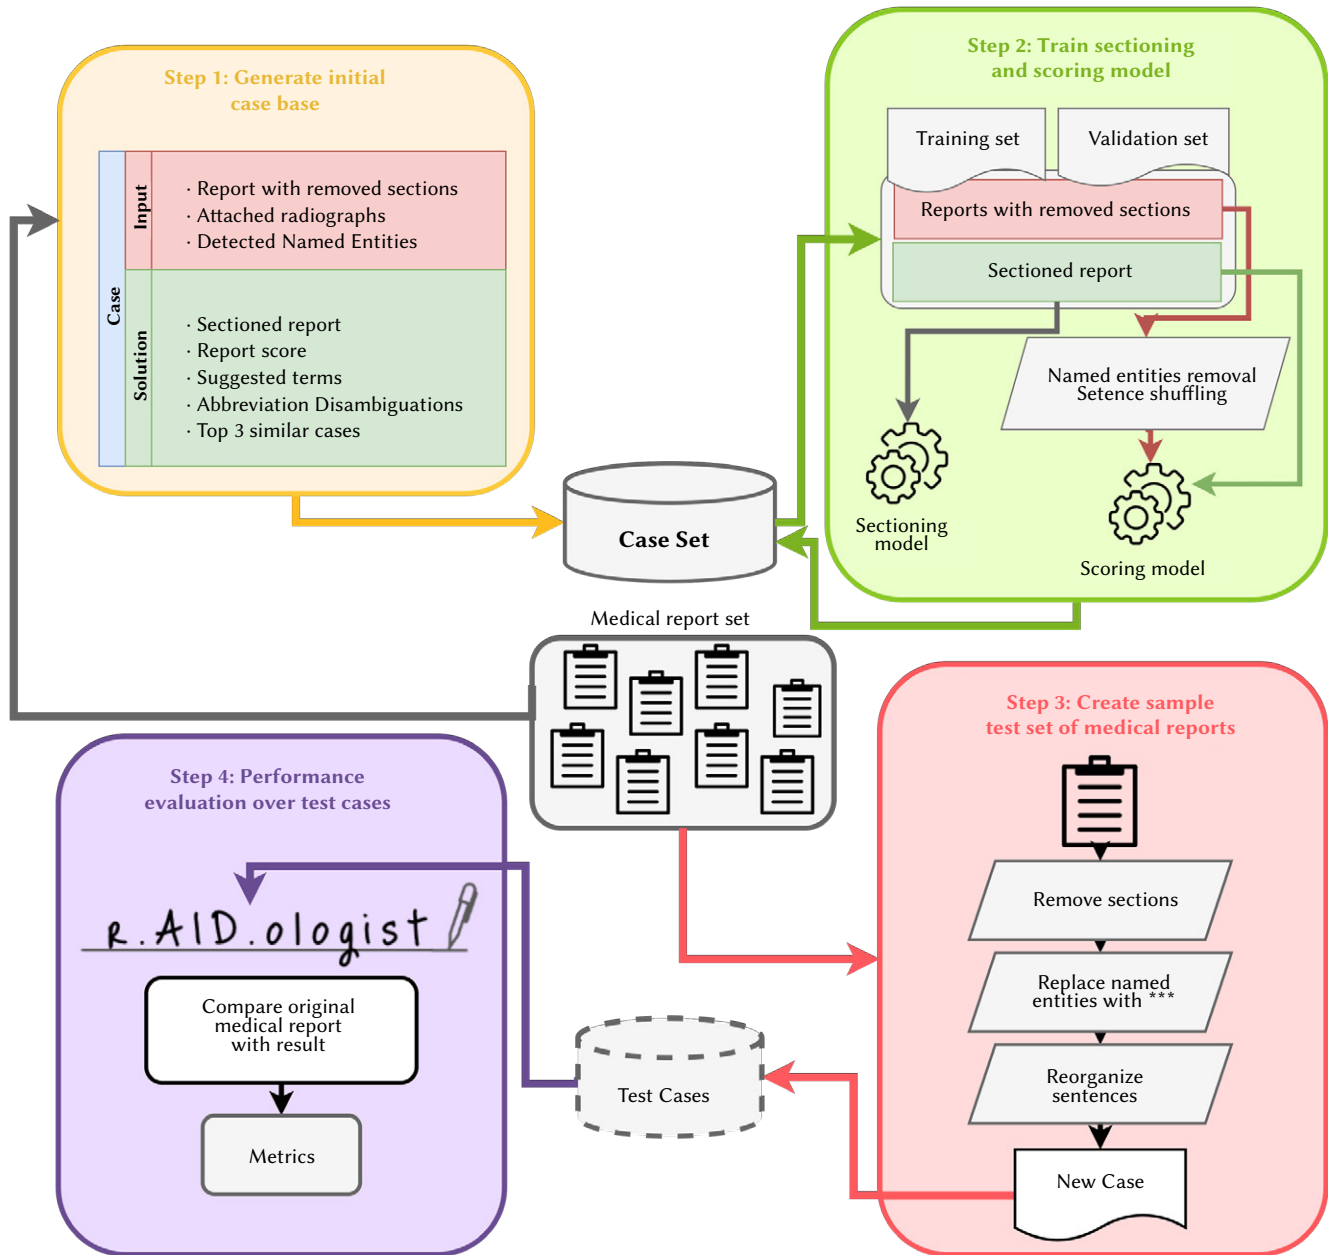 Step 1: Generate initial
case base
Case
Input
· Report with removed sections
· Attached radiographs
· Detected Named Entities
Solution
· Sectioned report
· Report score
· Suggested terms
· Abbreviation Disambiguations
· Top 3 similar cases
Step 2: Train sectioning
and scoring model
Training set
Validation set
Reports with removed sections
Sectioned report
Named entities removal
Setence shuffling
Sectioning
model
Scoring model
Case Set
Medical report set
Step 3: Create sample
test set of medical reports
Remove sections
Replace named
entities with ***
Reorganize
sentences
New Case
Test Cases
Step 4: Performance
evaluation over test cases
r.AID.ologist
Compare original
medical report
with result
Metrics